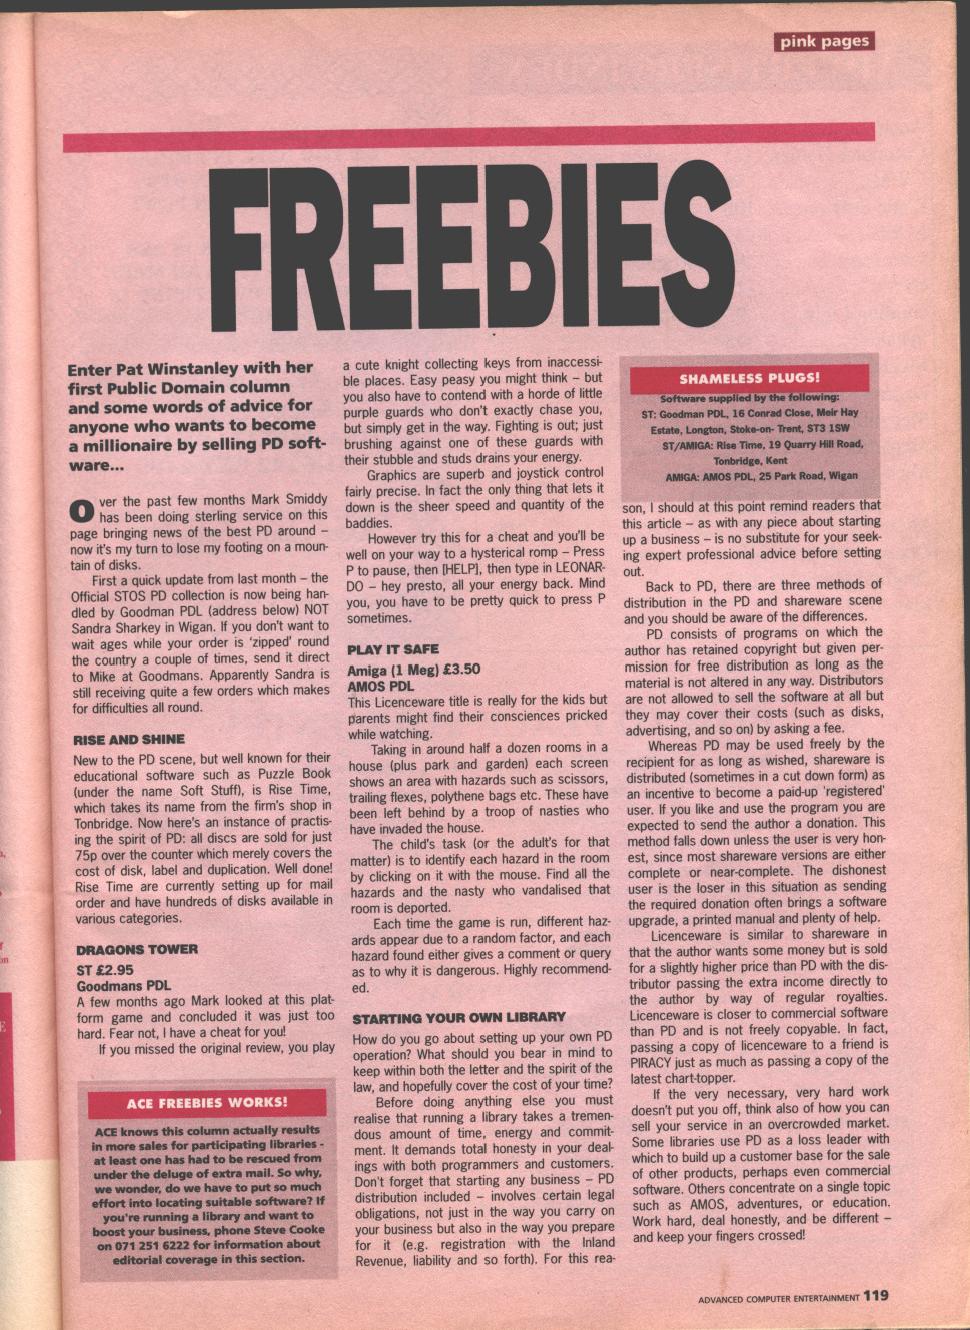 pink pages
FREEBIES
Enter Pat Winstanley with her
first Public Domain column
and some words of advice for
anyone who wants to become
a millionaire by selling PD soft-
ware...
Over the past few months Mark Smiddy
has been doing sterling service on this
page bringing news of the best PD around –
now it's my turn to lose my footing on a moun-
tain of disks.
First a quick update from last month – the
Official STOS PD collection is now being han-
dled by Goodman PDL (address below) NOT
Sandra Sharkey in Wigan. If you don't want to
wait ages while your order is 'zipped' round
the country a couple of times, send it direct
to Mike at Goodmans. Apparently Sandra is
still receiving quite a few orders which makes
for difficulties all round.
RISE AND SHINE
New to the PD scene, but well known for their
educational software such as Puzzle Book
(under the name Soft Stuff), is Rise Time,
which takes its name from the firm's shop in
Tonbridge. Now here's an instance of practis-
ing the spirit of PD: all discs are sold for just
75p over the counter which merely covers the
cost of disk, label and duplication. Well done!
Rise Time are currently setting up for mail
order and have hundreds of disks available in
various categories.
DRAGONS TOWER
ST £2.95
Goodmans PDL
A few months ago Mark looked at this plat-
form game and concluded it was just too
hard. Fear not, I have a cheat for you!
If you missed the original review, you play
ACE FREEBIES WORKS!
ACE knows this column actually results
in more sales for participating libraries -
at least one has had to be rescued from
under the deluge of extra mail. So why,
we wonder, do we have to put so much
effort into locating suitable software? If
you're running a library and want to
boost your business, phone Steve Cooke
on 071 251 6222 for information about
editorial coverage in this section.
a cute knight collecting keys from inaccessi-
ble places. Easy peasy you might think – but
you also have to contend with a horde of little
purple guards who don't exactly chase you,
but simply get in the way. Fighting is out; just
brushing against one of these guards with
their stubble and studs drains your energy.
Graphics are superb and joystick control
fairly precise. In fact the only thing that lets it
down is the sheer speed and quantity of the
baddies.
However try this for a cheat and you'll be
well on your way to a hysterical romp – Press
P to pause, then [HELP], then type in LEONAR-
DO – hey presto, all your energy back. Mind
you, you have to be pretty quick to press P
sometimes.
PLAY IT SAFE
Amiga (1 Meg) £3.50
AMOS PDL
This Licenceware title is really for the kids but
parents might find their consciences pricked
while watching.
Taking in around half a dozen rooms in a
house (plus park and garden) each screen
shows an area with hazards such as scissors,
trailing flexes, polythene bags etc. These have
been left behind by a troop of nasties who
have invaded the house.
The child's task (or the adult's for that
matter) is to identify each hazard in the room
by clicking on it with the mouse. Find all the
hazards and the nasty who vandalised that
room is deported.
Each time the game is run, different haz-
ards appear due to a random factor, and each
hazard found either gives a comment or query
as to why it is dangerous. Highly recommend-
ed.
STARTING YOUR OWN LIBRARY
How do you go about setting up your own PD
operation? What should you bear in mind to
keep within both the letter and the spirit of the
law, and hopefully cover the cost of your time?
Before doing anything else you must
realise that running a library takes a tremen-
dous amount of time, energy and commit-
ment. It demands total honesty in your deal-
ings with both programmers and customers.
Don't forget that starting any business – PD
distribution included – involves certain legal
obligations, not just in the way you carry on
your business but also in the way you prepare
for it (e.g. registration with the Inland
Revenue, liability and so forth). For this rea-
SHAMELESS PLUGS!
Software supplied by the following:
ST: Goodman PDL, 16 Conrad Close, Meir Hay
Estate, Longton, Stoke-on- Trent, ST3 1SW
ST/AMIGA: Rise Time, 19 Quarry Hill Road,
Tonbridge, Kent
AMIGA: AMOS PDL, 25 Park Road, Wigan
son, I should at this point remind readers that
this article – as with any piece about starting
up a business – is no substitute for your seek-
ing expert professional advice before setting
out.
Back to PD, there are three methods of
distribution in the PD and shareware scene
and you should be aware of the differences.
PD consists of programs on which the
author has retained copyright but given per-
mission for free distribution as long as the
material is not altered in any way. Distributors
are not allowed to sell the software at all but
they may cover their costs (such as disks,
advertising, and so on) by asking a fee.
Whereas PD may be used freely by the
recipient for as long as wished, shareware is
distributed (sometimes in a cut down form) as
an incentive to become a paid-up 'registered'
user. If you like and use the program you are
expected to send the author a donation. This
method falls down unless the user is very hon-
est, since most shareware versions are either
complete or near-complete. The dishonest
user is the loser in this situation as sending
the required donation often brings a software
upgrade, a printed manual and plenty of help.
Licenceware is similar to shareware in
that the author wants some money but is sold
for a slightly higher price than PD with the dis-
tributor passing the extra income directly to
the author by way of regular royalties.
Licenceware is closer to commercial software
than PD and is not freely copyable. In fact,
passing a copy of licenceware to a friend is
PIRACY just as much as passing a copy of the
latest chart-topper.
If the very necessary, very hard work
doesn't put you off, think also of how you can
sell your service in an overcrowded market.
Some libraries use PD as a loss leader with
which to build up a customer base for the sale
of other products, perhaps even commercial
software. Others concentrate on a single topic
such as AMOS, adventures, or education.
Work hard, deal honestly, and be different –
and keep your fingers crossed!
ADVANCED COMPUTER ENTERTAINMENT 119